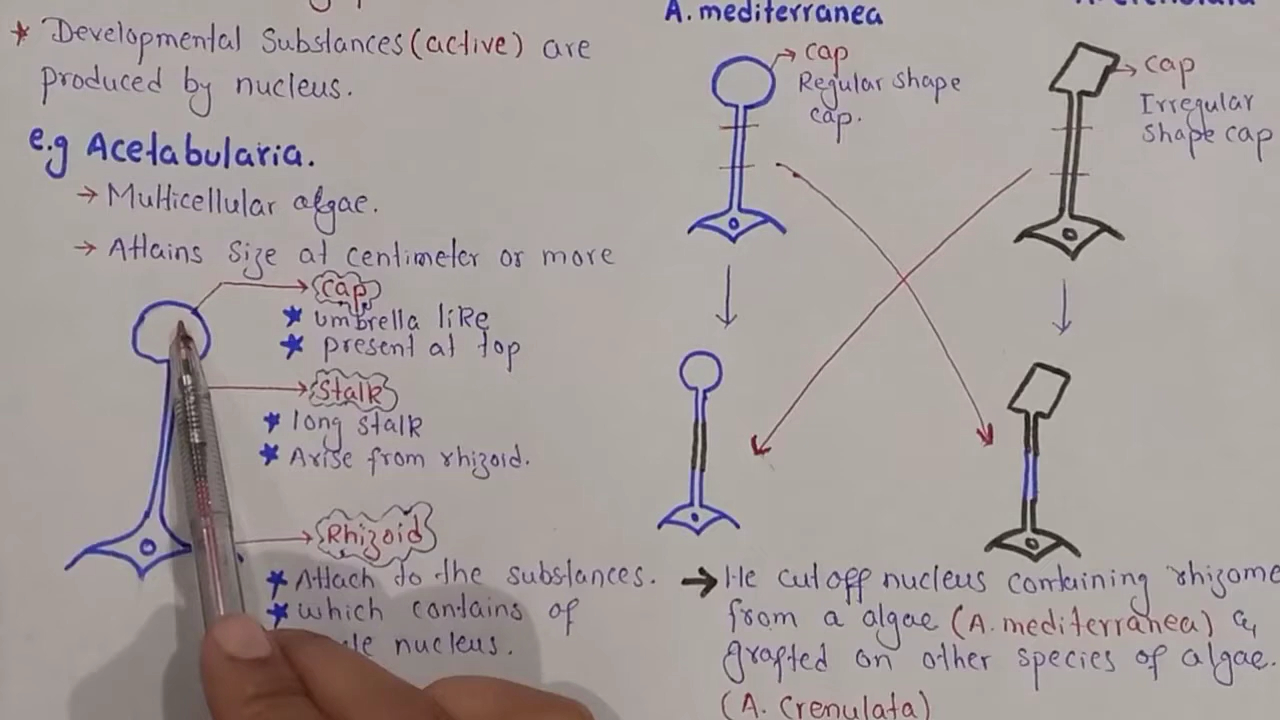 * Developmental Substances (active) are
produced by nucleus.
e.g Acetabularia.
→ Multicellular algae.
→ Attains Size at centimeter or more
Cap
* umbrella like
* present at top
Stalk
* long stalk
* Arise from rhizoid.
Rhizoid
* Attach to the substances.
* which contains of
nucleus.
A. mediterranea
cap
Regular shape
cap.
cap
Irregular
Shape cap
→ He cut off nucleus containing rhizome
from a algae (A. mediterranea) &
grafted on other species of algae.
(A. Crenulata)